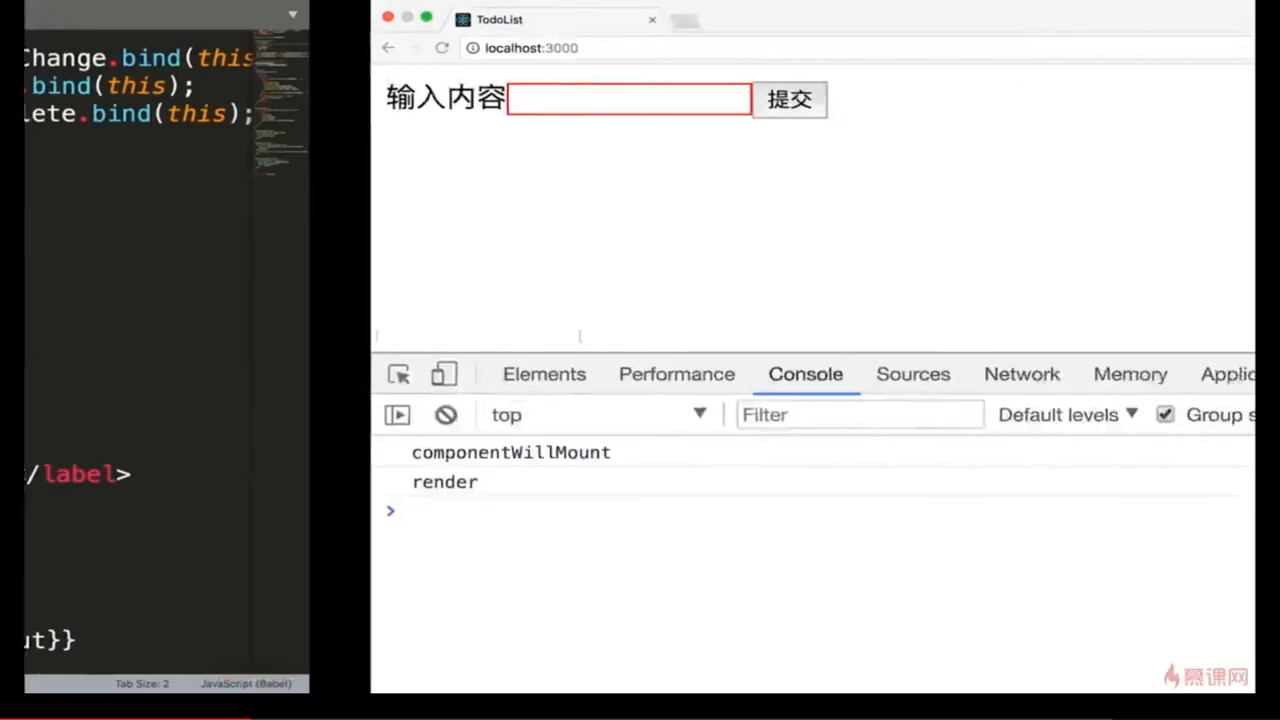 Change.bind(this
.bind(this);
lete.bind(this);
/label>
ut}}
Tab Size: 2 JavaScript (Babel)
TodoList
localhost:3000
输入内容 提交
Elements Performance Console Sources Network Memory Applic
top Filter Default levels Group s
componentWillMount
render
慕课网